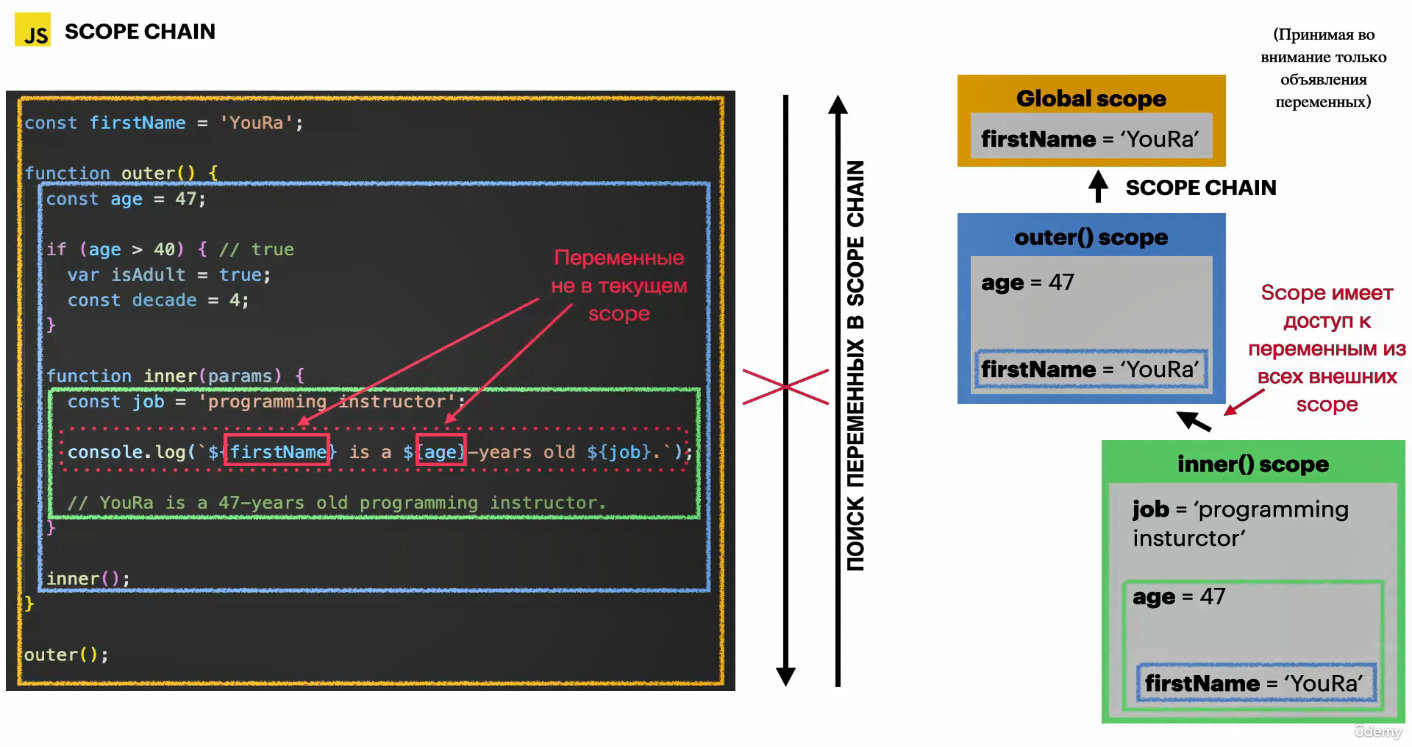 JS SCOPE CHAIN
const firstName = 'YouRa';
function outer() {
const age = 47;
if (age > 40) { // true
var isAdult = true;
const decade = 4;
}
function inner(params) {
const job = 'programming instructor';
console.log(`${firstName} is a ${age}-years old ${job}.`);
// YouRa is a 47-years old programming instructor.
}
inner();
}
outer();
Переменные
не в текущем
scope
ПОИСК ПЕРЕМЕННЫХ В SCOPE CHAIN
(Принимая во
внимание только
объявления
переменных)
Global scope
firstName = ‘YouRa’
SCOPE CHAIN
outer() scope
age = 47
firstName = ‘YouRa’
Scope имеет
доступ к
переменным из
всех внешних
scope
inner() scope
job = ‘programming
insturctor’
age = 47
firstName = ‘YouRa’
ûdemy